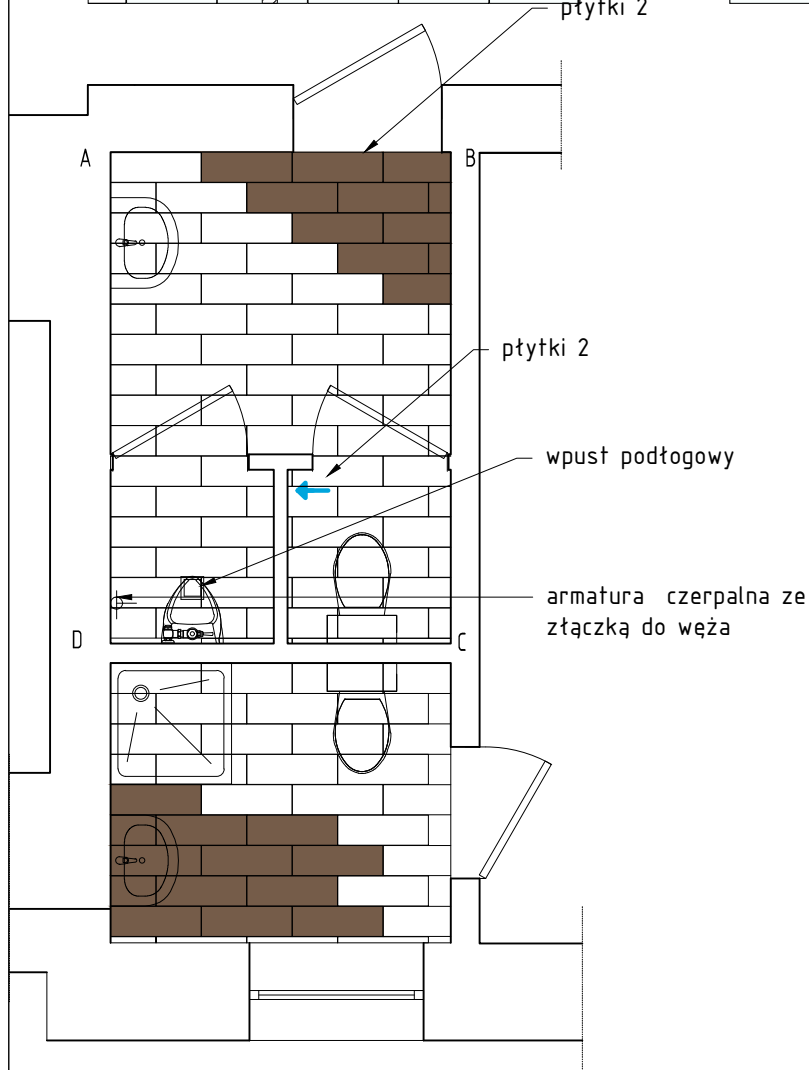 płytki 2
A
B
płytki 2
wpust podłogowy
armatura czerpalna ze
złączką do węża
D
C